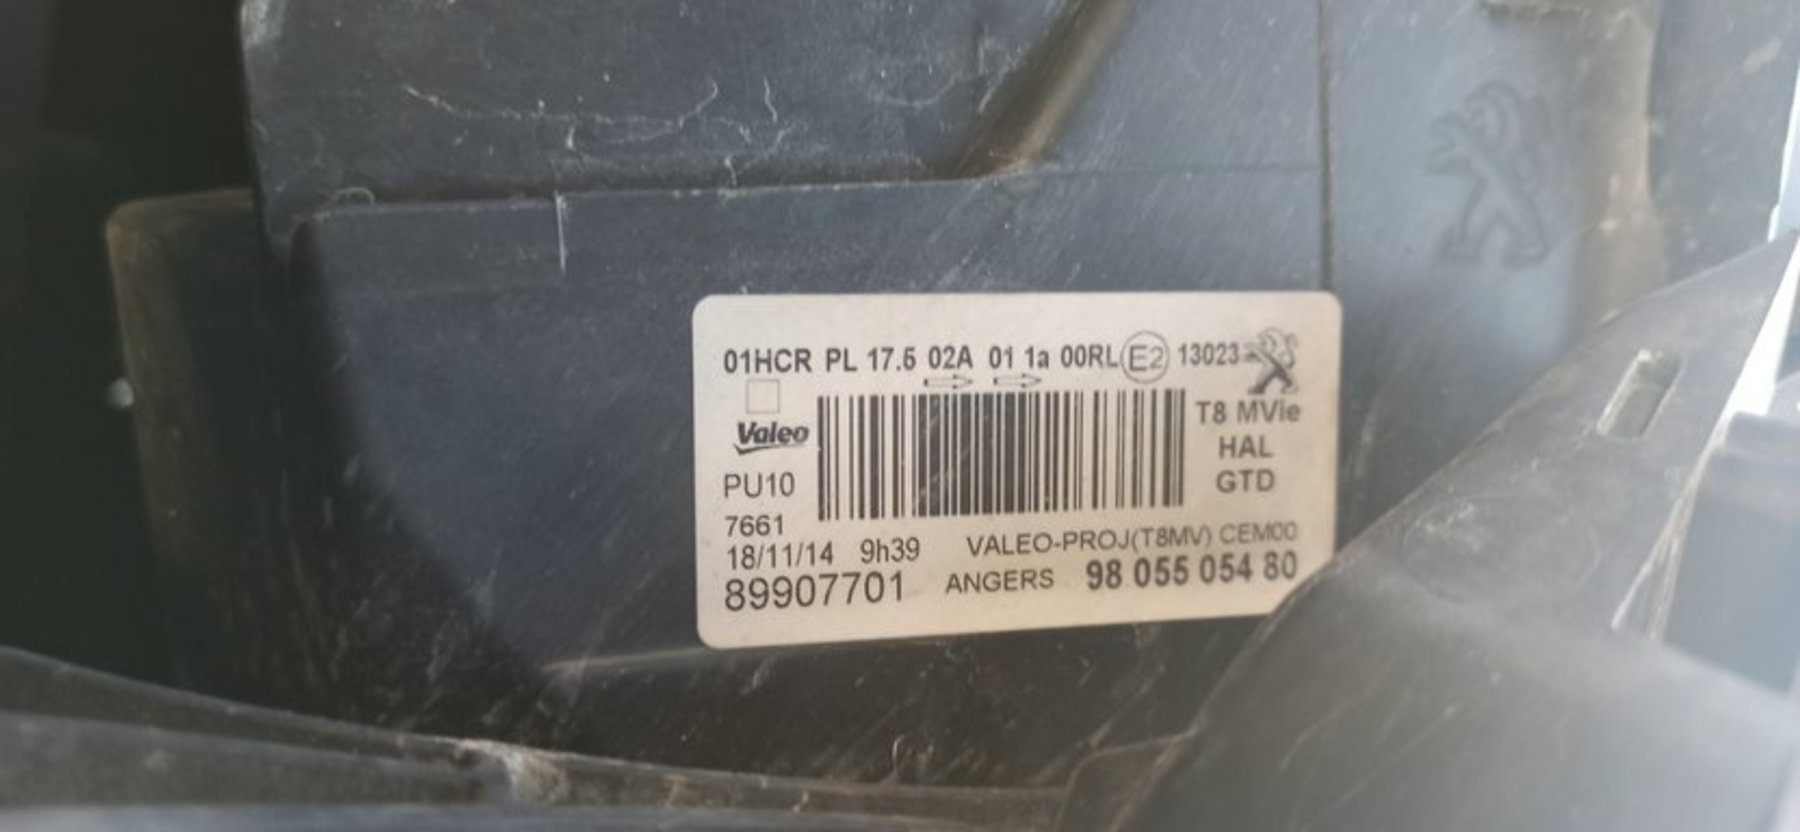 01HCR PL 17.5 02A 01 1a 00RL E2 13023
Valeo
T8 MVie
HAL
PU10
GTD
7661
18/11/14 9h39 VALEO-PROJ(T8MV) CEM00
89907701 ANGERS 98 055 054 80